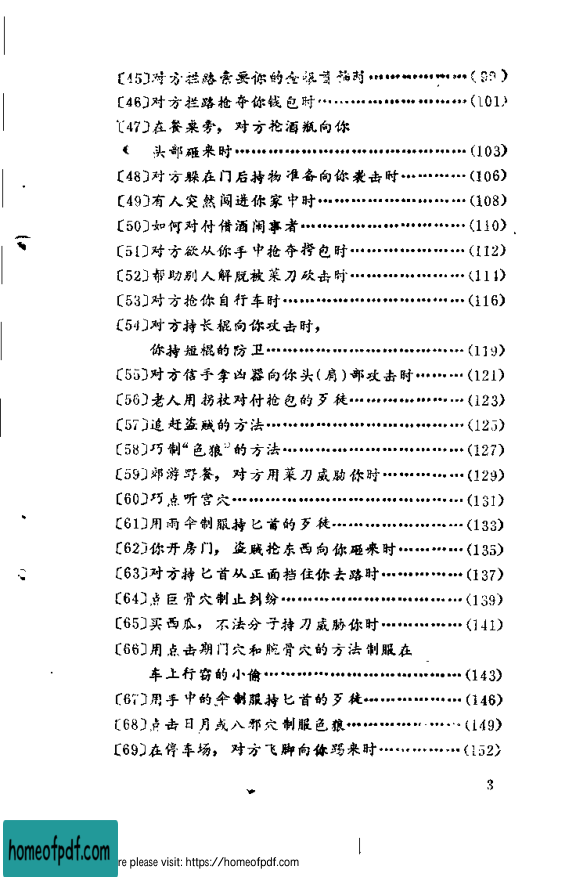 〔45〕对方拦路索要你的金银首饰时………………(99)
〔46〕对方拦路抢夺你钱包时………………………(101)
〔47〕在餐桌旁，对方抡酒瓶向你
头部砸来时………………………………………(103)
〔48〕对方躲在门后持物准备向你袭击时…………(106)
〔49〕有人突然闯进你家中时………………………(108)
〔50〕如何对付借酒闹事者…………………………(110)
〔51〕对方欲从你手中抢夺挎包时…………………(112)
〔52〕帮助别人解脱被菜刀砍击时…………………(114)
〔53〕对方抢你自行车时……………………………(116)
〔54〕对方持长棍向你攻击时，
你持短棍的防卫…………………………………(119)
〔55〕对方信手拿凶器向你头(肩)部攻击时………(121)
〔56〕老人用拐杖对付抢包的歹徒…………………(123)
〔57〕追赶盗贼的方法………………………………(125)
〔58〕巧制“色狼”的方法……………………………(127)
〔59〕郊游野餐，对方用菜刀威胁你时……………(129)
〔60〕巧点听宫穴……………………………………(131)
〔61〕用雨伞制服持匕首的歹徒……………………(133)
〔62〕你开房门，盗贼抡东西向你砸来时…………(135)
〔63〕对方持匕首从正面挡住你去路时……………(137)
〔64〕点巨骨穴制止纠纷……………………………(139)
〔65〕买西瓜，不法分子持刀威胁你时……………(141)
〔66〕用点击期门穴和腕骨穴的方法制服在
车上行窃的小偷…………………………………(143)
〔67〕用手中的伞制服持匕首的歹徒………………(146)
〔68〕点击日月或八邪穴制服色狼…………………(149)
〔69〕在停车场，对方飞脚向你踢来时……………(152)
3
homeofpdf.com
re please visit: https://homeofpdf.com